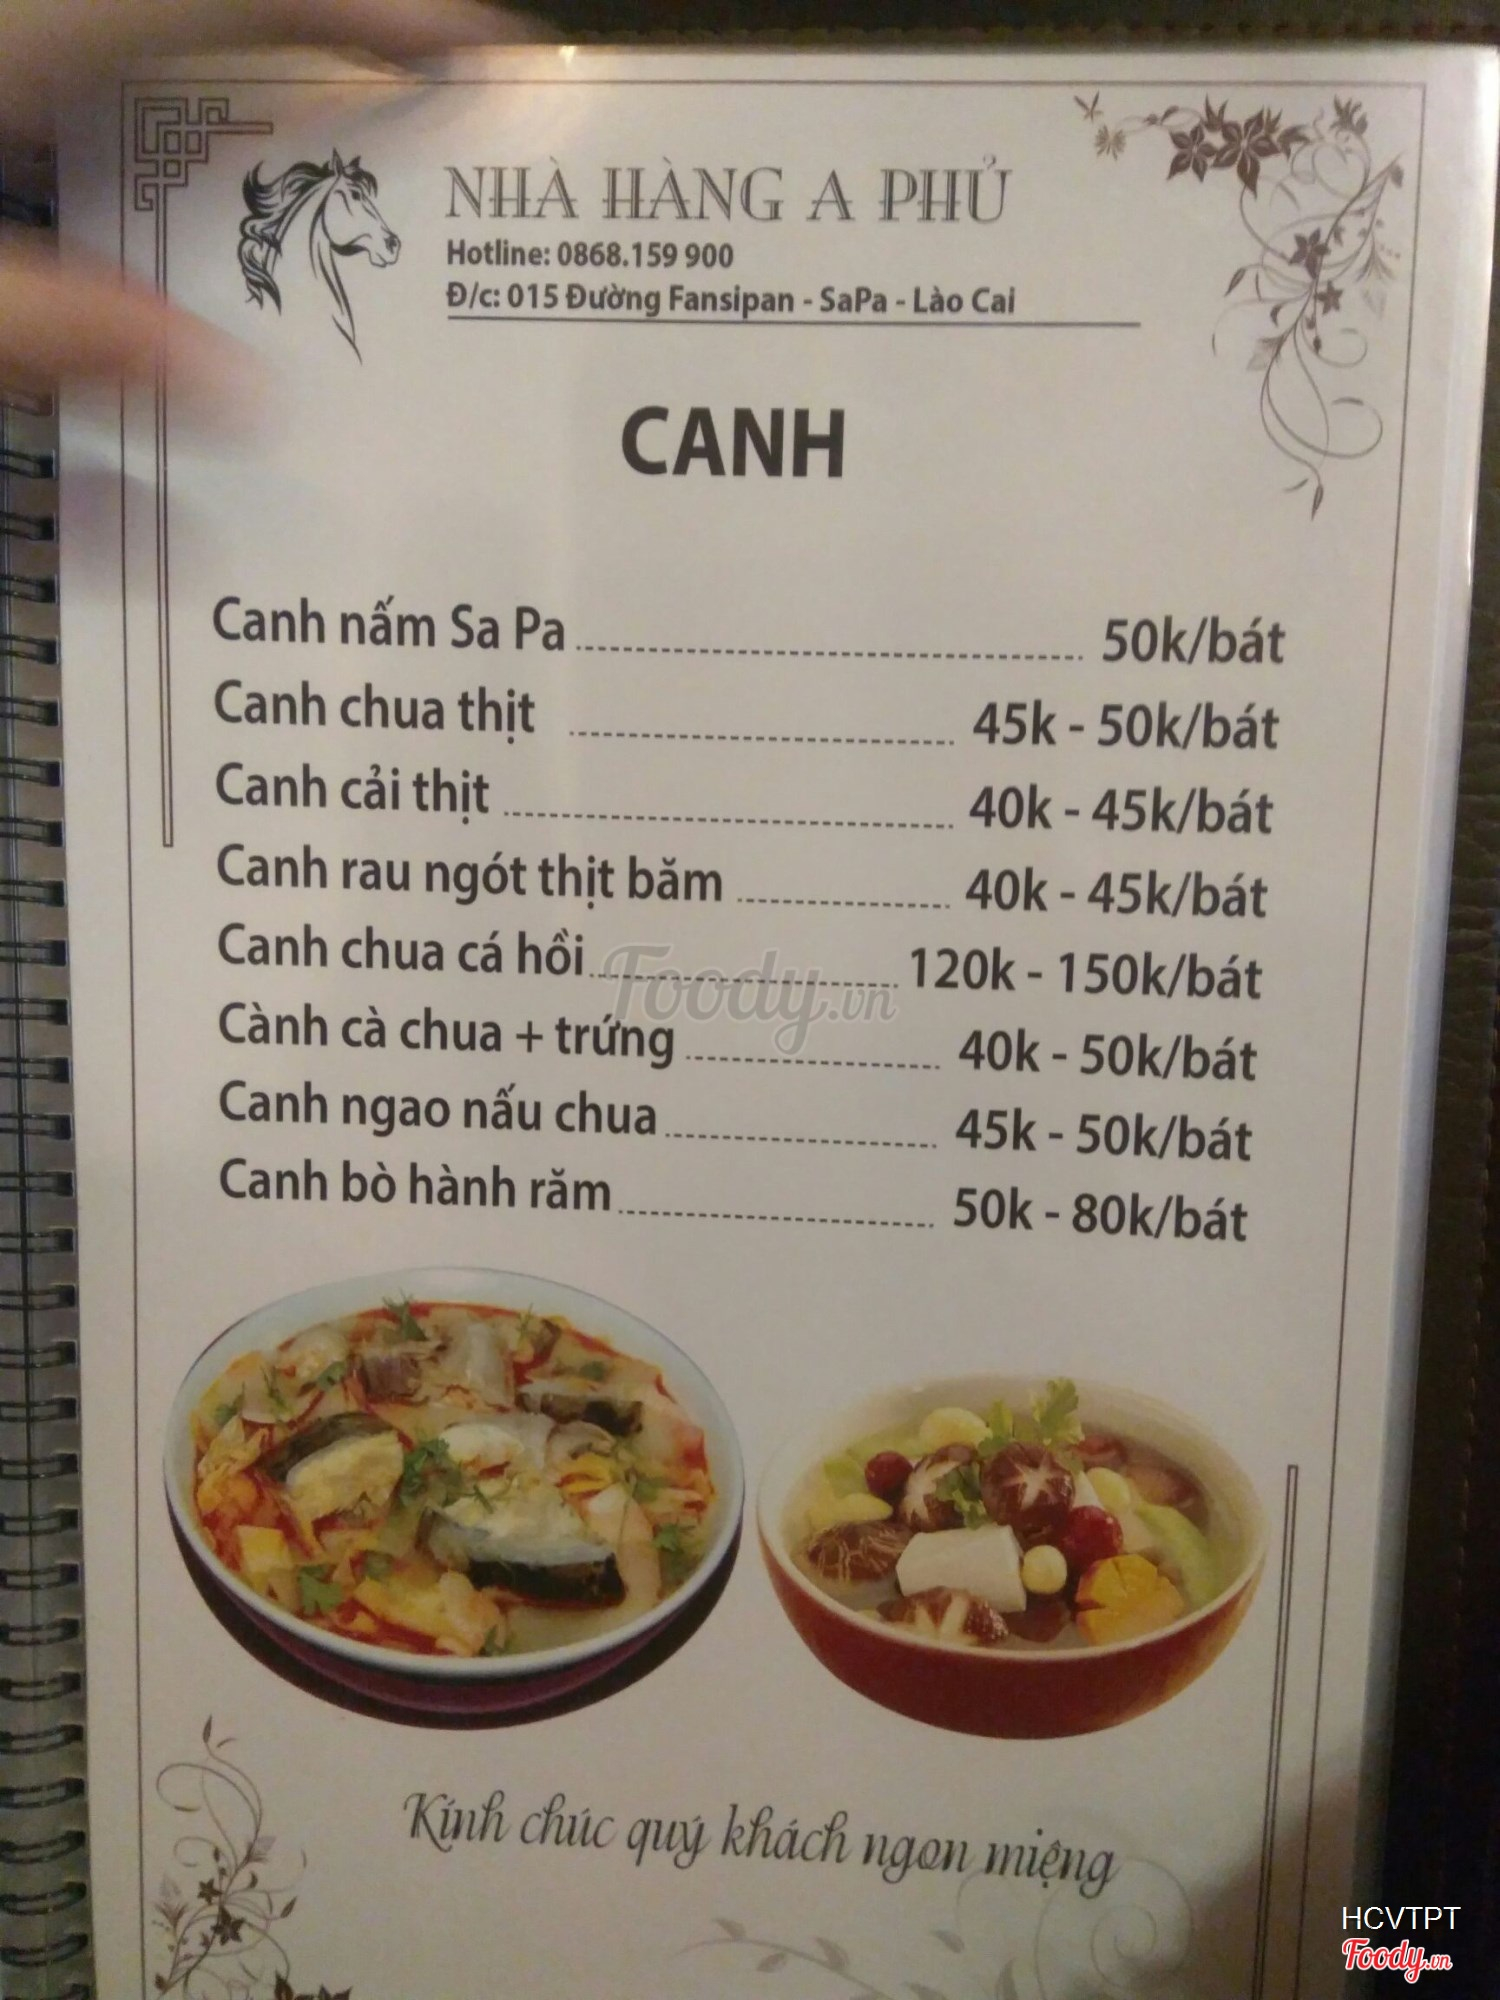 NHÀ HÀNG A PHỦ
Hotline: 0868.159 900
Đ/c: 015 Đường Fansipan - SaPa - Lào Cai
CANH
Canh nấm Sa Pa 50k/bát
Canh chua thịt 45k - 50k/bát
Canh cải thịt 40k - 45k/bát
Canh rau ngót thịt băm 40k - 45k/bát
Canh chua cá hồi 120k - 150k/bát
Cành cà chua + trứng 40k - 50k/bát
Canh ngao nấu chua 45k - 50k/bát
Canh bò hành răm 50k - 80k/bát
Foody.vn
Kính chúc quý khách ngon miệng
HCVTPT
Foody.vn